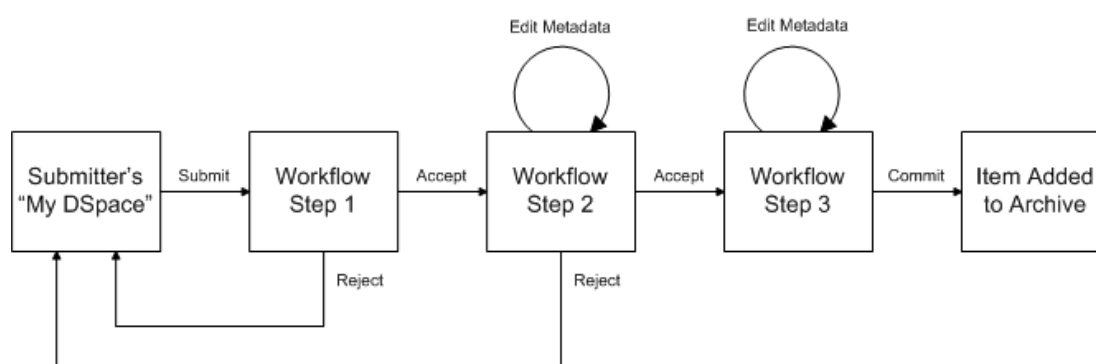 Edit Metadata
Edit Metadata
Submitter's
“My DSpace”
Submit
Workflow
Step 1
Accept
Workflow
Step 2
Accept
Workflow
Step 3
Commit
Item Added
to Archive
Reject
Reject